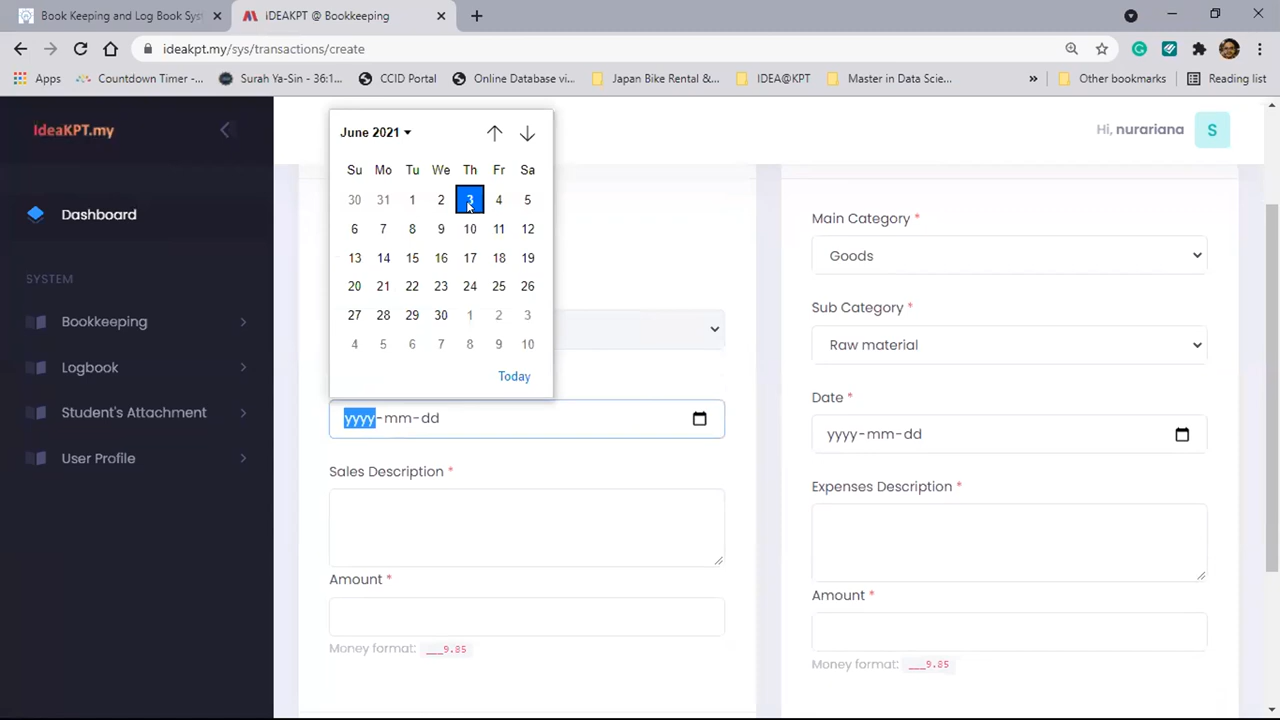 Book Keeping and Log Book Sys
IDEAKPT @ Bookkeeping
ideakpt.my/sys/transactions/create
Apps
Countdown Timer -...
Surah Ya-Sin - 36:1...
CCID Portal
Online Database vi...
Japan Bike Rental &...
IDEA@KPT
Master in Data Scie...
»
Other bookmarks
Reading list
IdeaKPT.my
Hi, nurariana
S
Dashboard
SYSTEM
Bookkeeping
Logbook
Student's Attachment
User Profile
June 2021
Su Mo Tu We Th Fr Sa
30 31 1 2 3 4 5
6 7 8 9 10 11 12
13 14 15 16 17 18 19
20 21 22 23 24 25 26
27 28 29 30 1 2 3
4 5 6 7 8 9 10
Today
yyyy-mm-dd
Sales Description *
Amount *
Money format: ___9.85
Main Category *
Goods
Sub Category *
Raw material
Date *
yyyy-mm-dd
Expenses Description *
Amount *
Money format: ___9.85